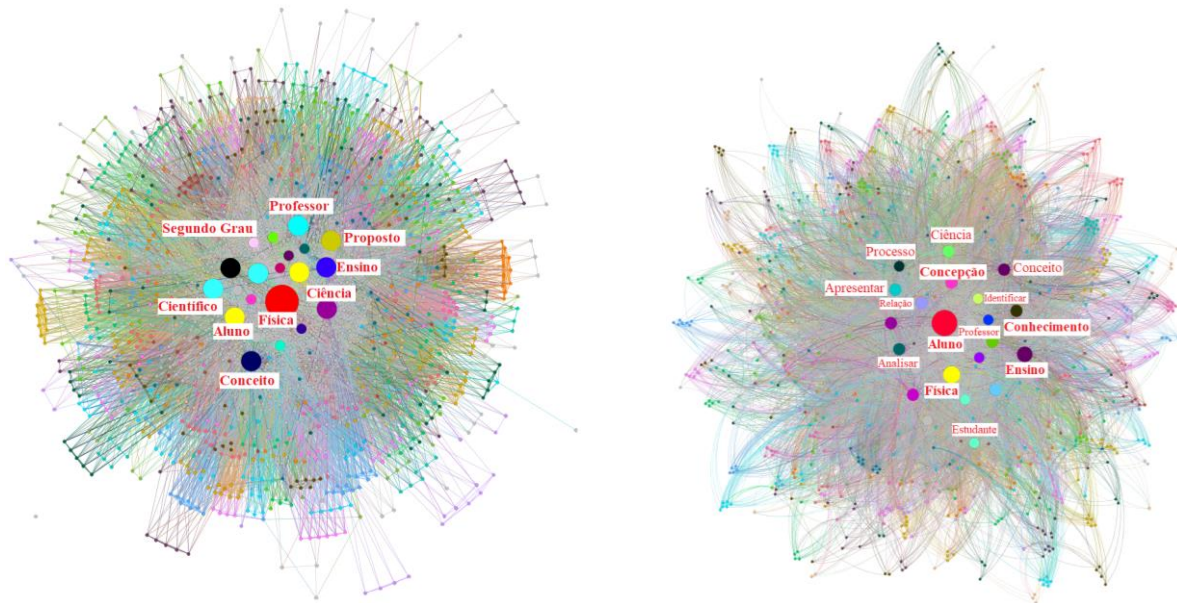 Professor
Segundo Grau
Proposto
Ensino
Científico
Ciência
Física
Aluno
Conceito
Ciência
Processo
Concepção
Conceito
Apresentar
Relação
Identificar
Conhecimento
Professor
Aluno
Analisar
Ensino
Física
Estudante